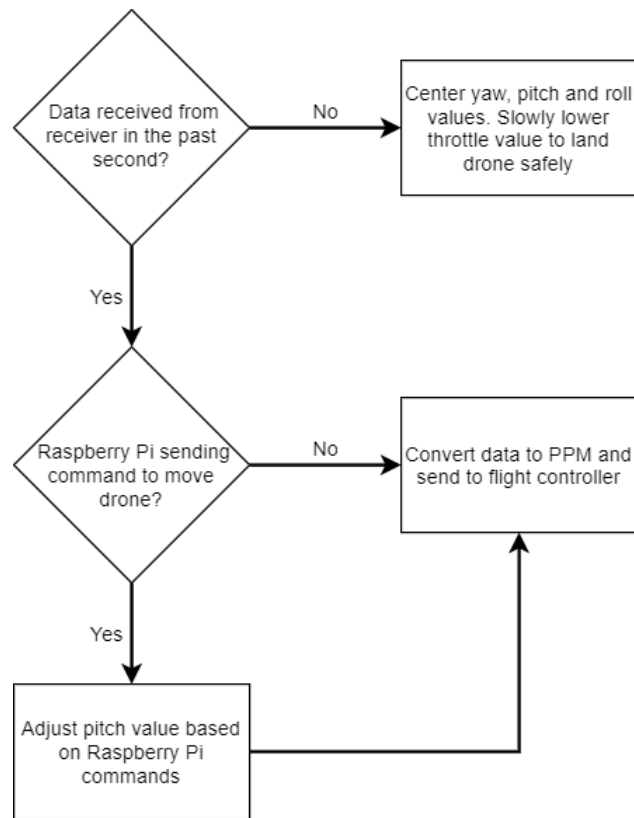 Data received from
receiver in the past
second?
No
Center yaw, pitch and roll
values. Slowly lower
throttle value to land
drone safely
Yes
Raspberry Pi sending
command to move
drone?
No
Convert data to PPM and
send to flight controller
Yes
Adjust pitch value based
on Raspberry Pi
commands